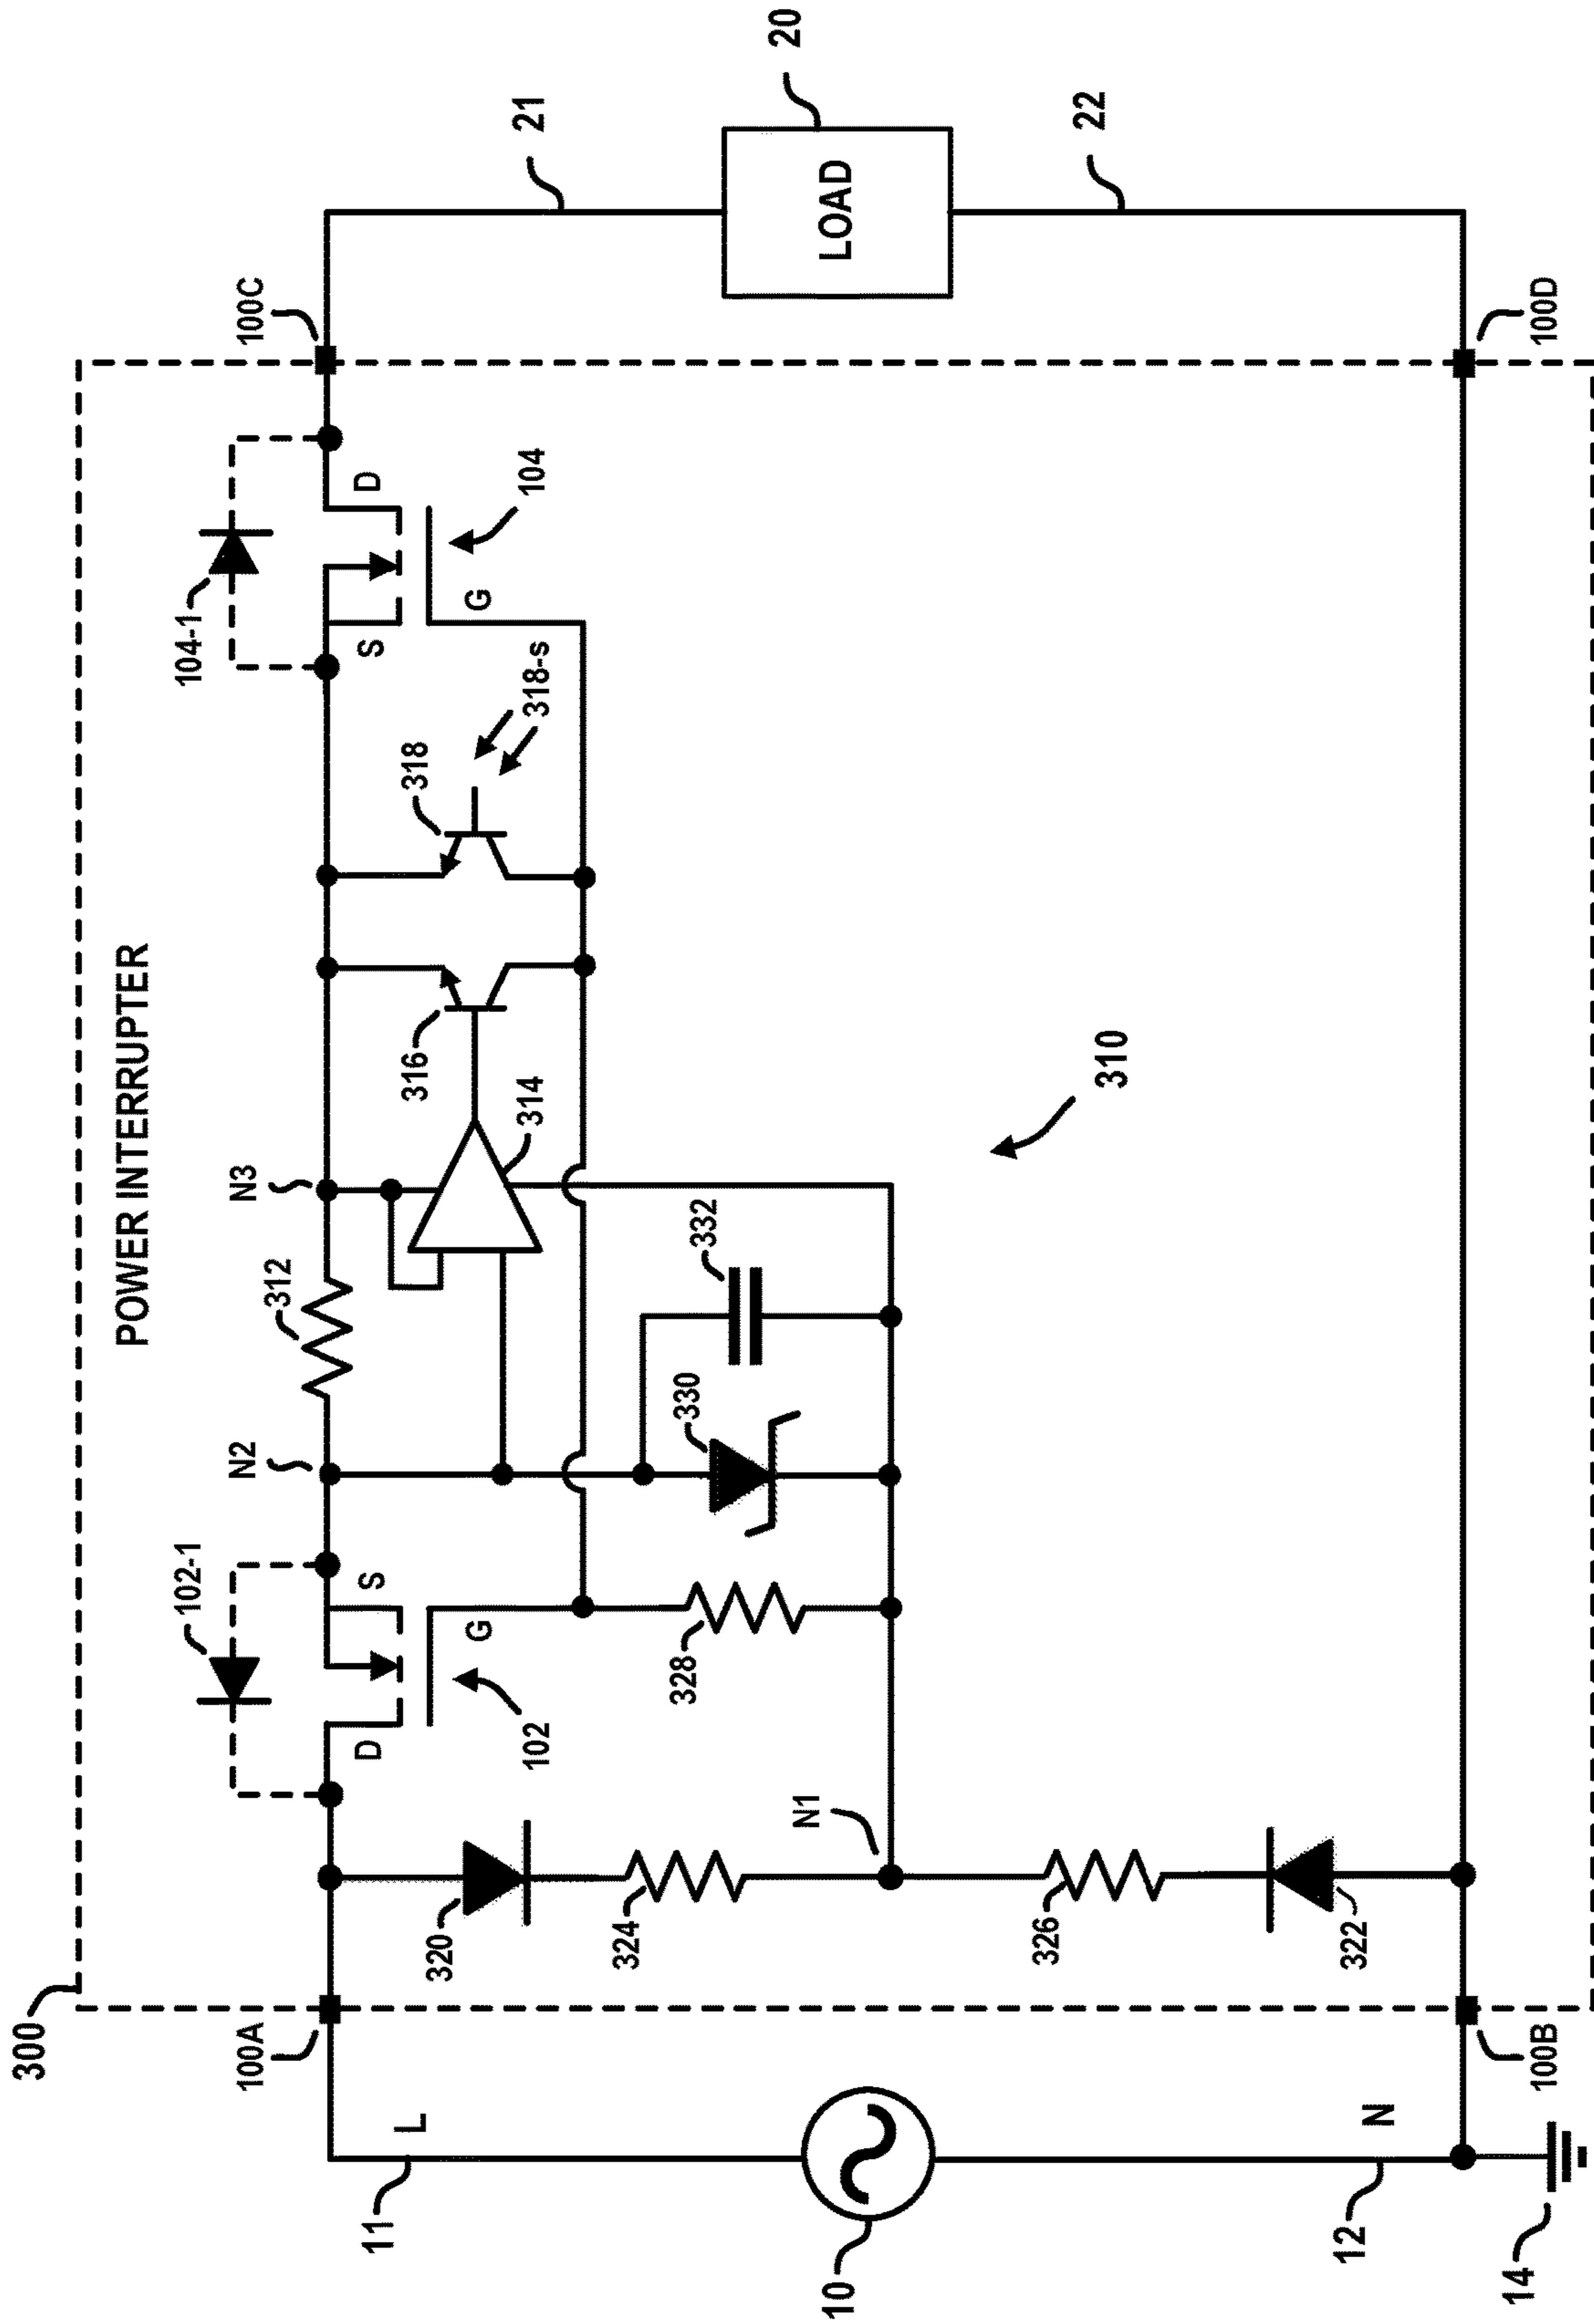 300
POWER INTERRUPTER
102-1
104-1
100A
N2
N3
100C
11
L
D
S
312
S
D
21
G
102
316
318
G
104
318-s
320
314
324
328
330
332
10
N1
310
LOAD
20
326
322
22
12
N
14
100B
100D